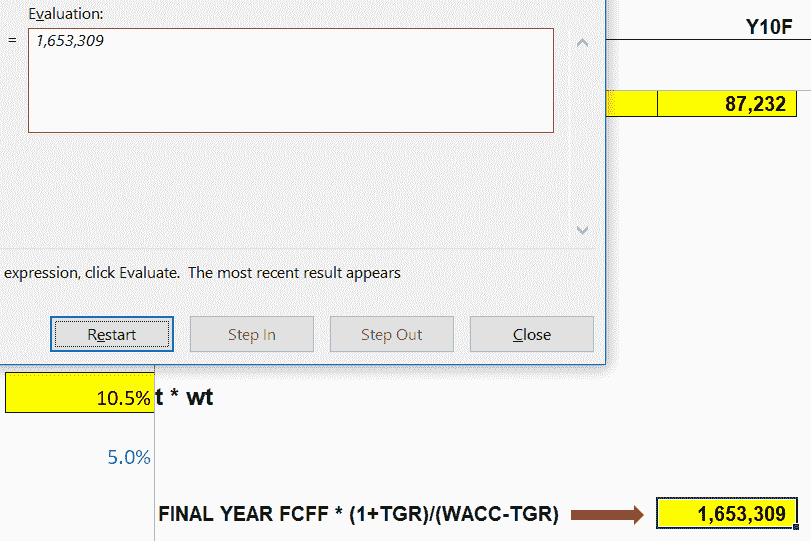 Evaluation:
Y10F
= 1,653,309
87,232
expression, click Evaluate. The most recent result appears
Restart Step In Step Out Close
10.5% t * wt
5.0%
FINAL YEAR FCFF * (1+TGR)/(WACC-TGR) 1,653,309